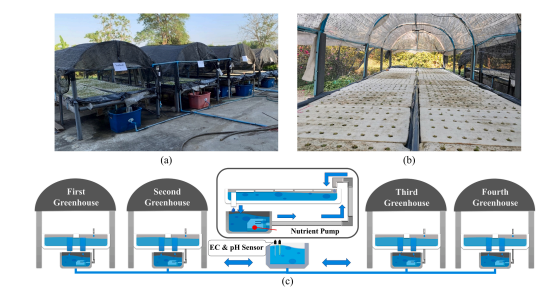 (a)
(b)
First
Greenhouse
Second
Greenhouse
Nutrient Pump
EC & pH Sensor
Third
Greenhouse
Fourth
Greenhouse
(c)